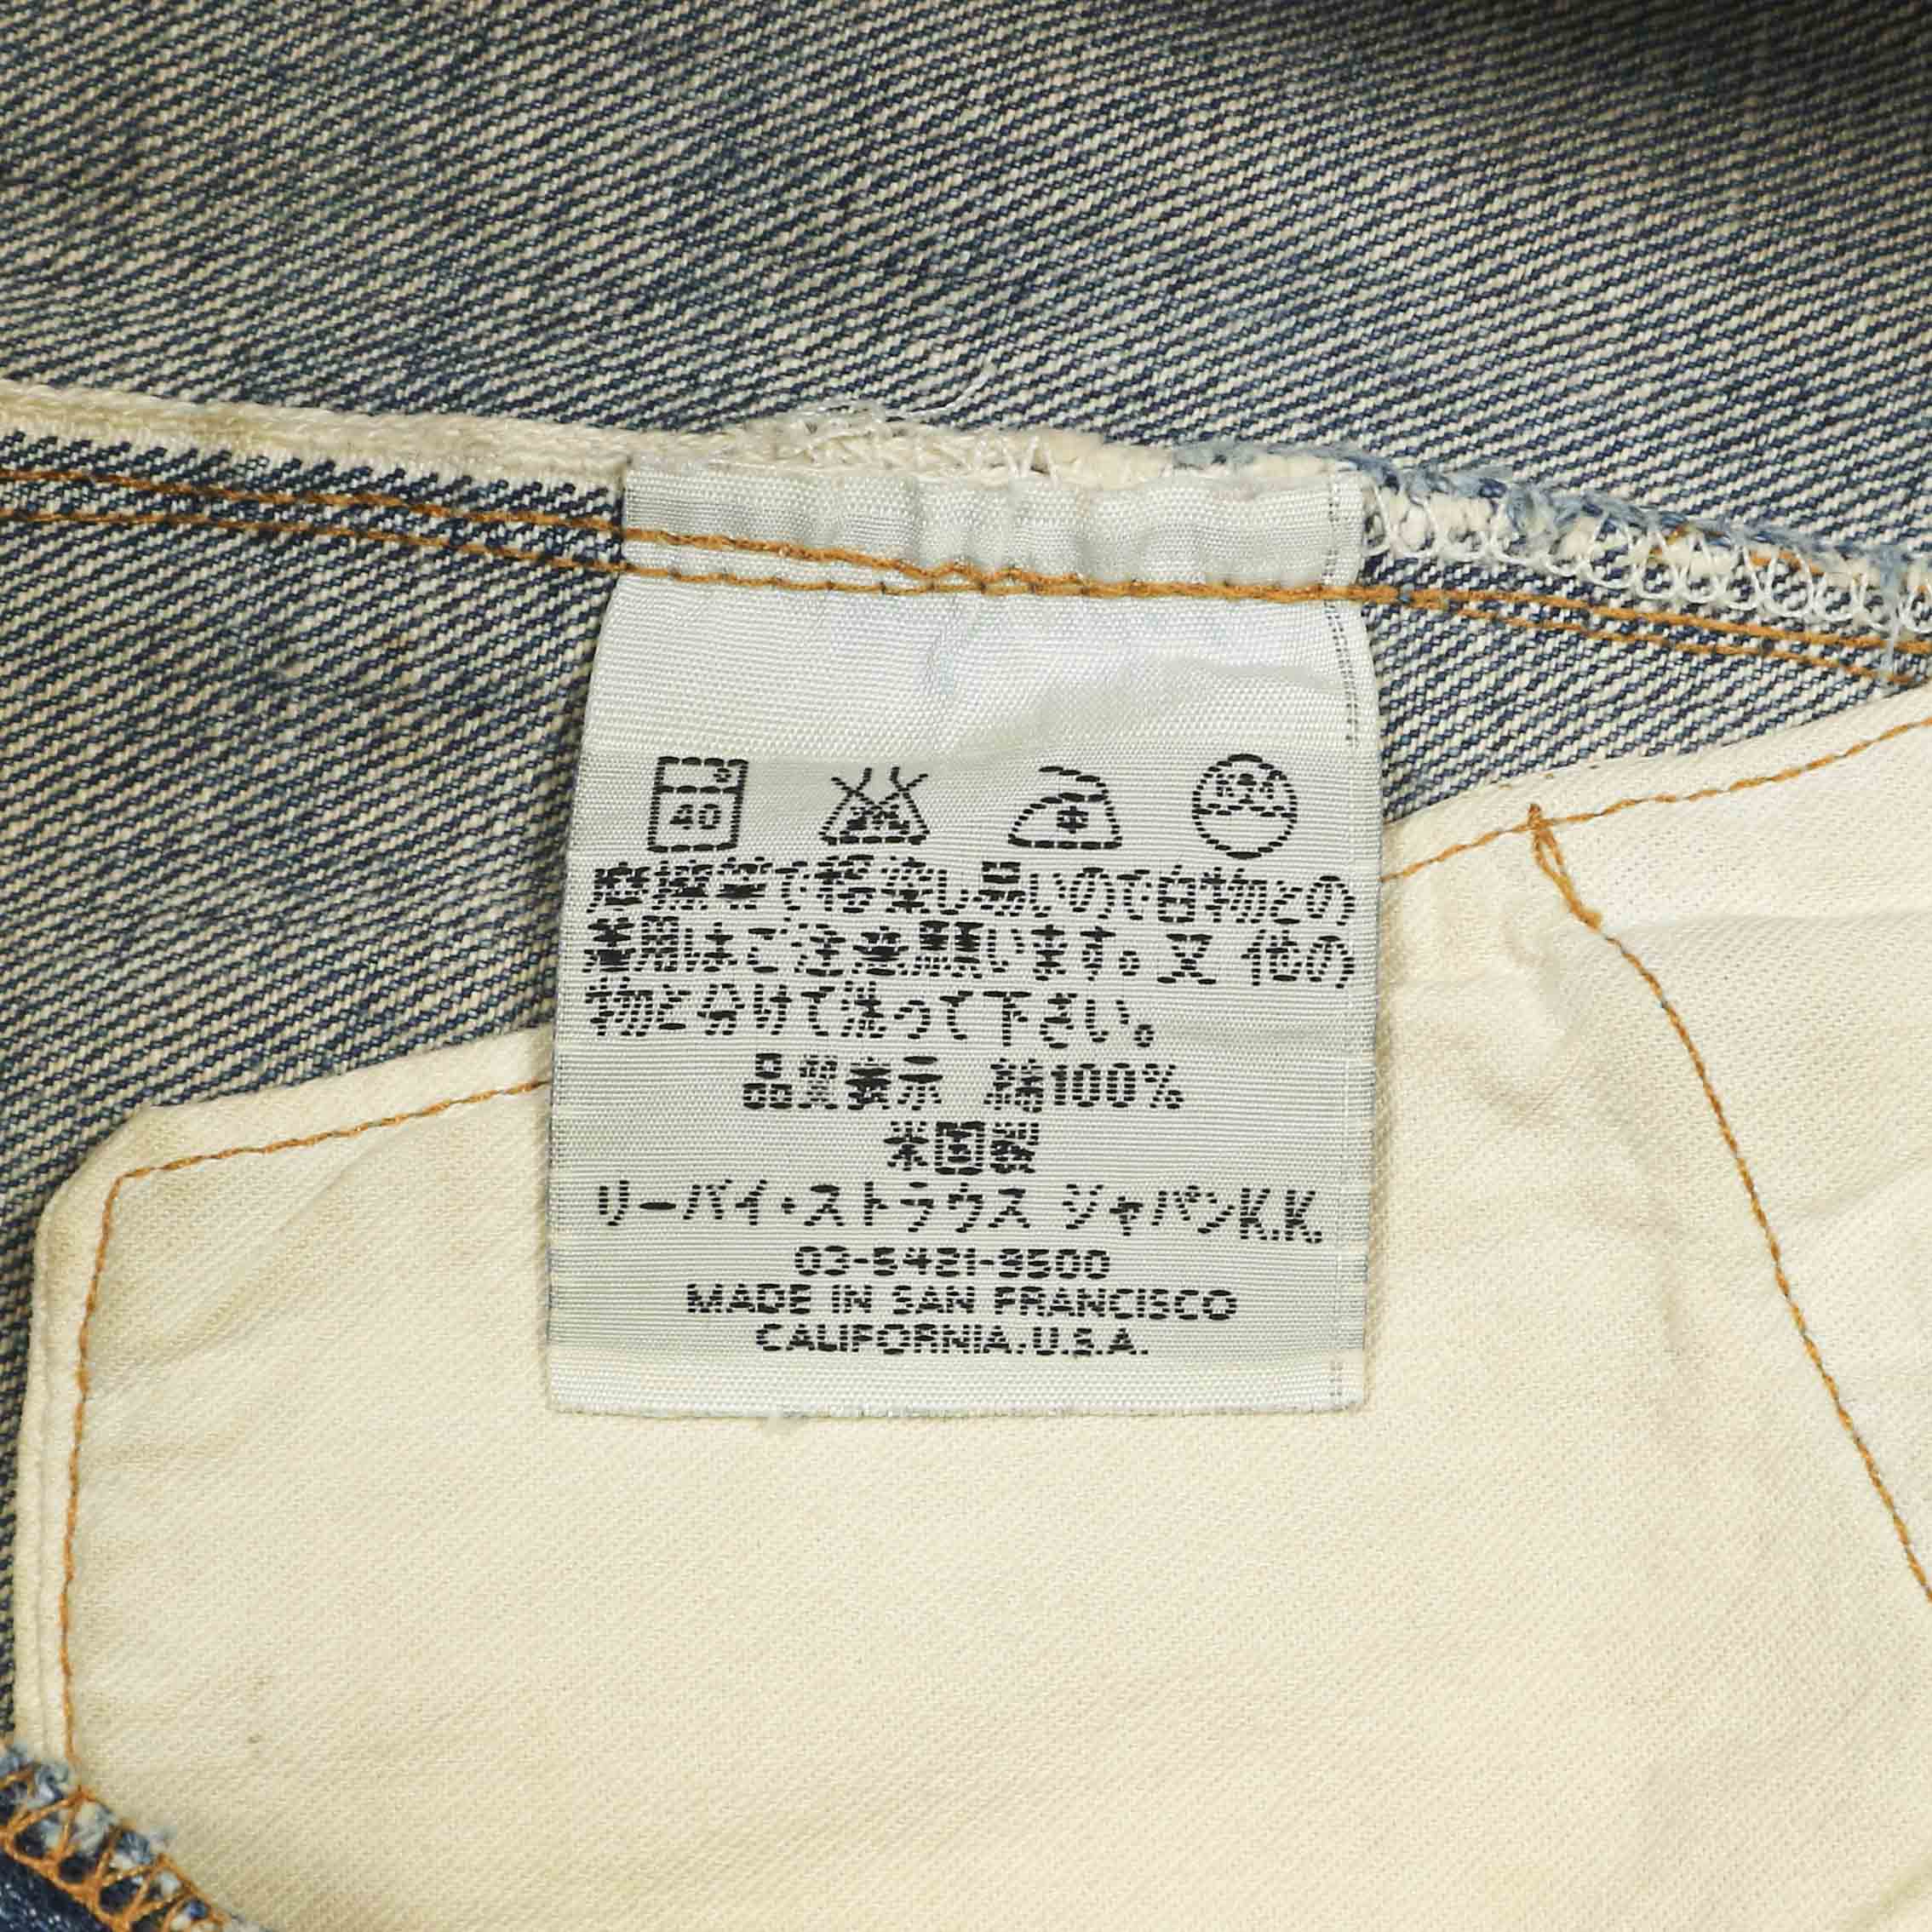 40 中
摩擦等で移染し易いので白物との
着用はご注意願います。又 他の
物と分けて洗って下さい。
品質表示 綿100%
米国製
リーバイ・ストラウス ジャパンK.K.
03-5421-9500
MADE IN SAN FRANCISCO
CALIFORNIA.U.S.A.